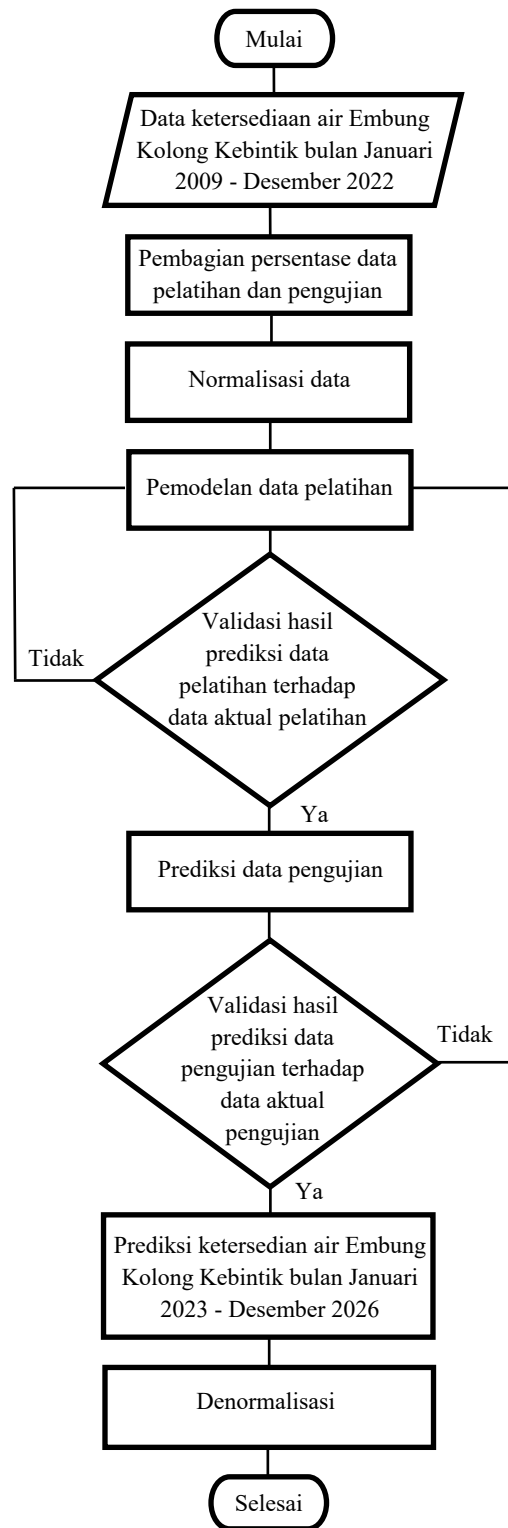 Mulai
Data ketersediaan air Embung
Kolong Kebintik bulan Januari
2009 - Desember 2022
Pembagian persentase data
pelatihan dan pengujian
Normalisasi data
Pemodelan data pelatihan
Validasi hasil
prediksi data
pelatihan terhadap
data aktual pelatihan
Tidak
Ya
Prediksi data pengujian
Validasi hasil
prediksi data
pengujian terhadap
data aktual
pengujian
Tidak
Ya
Prediksi ketersedian air Embung
Kolong Kebintik bulan Januari
2023 - Desember 2026
Denormalisasi
Selesai